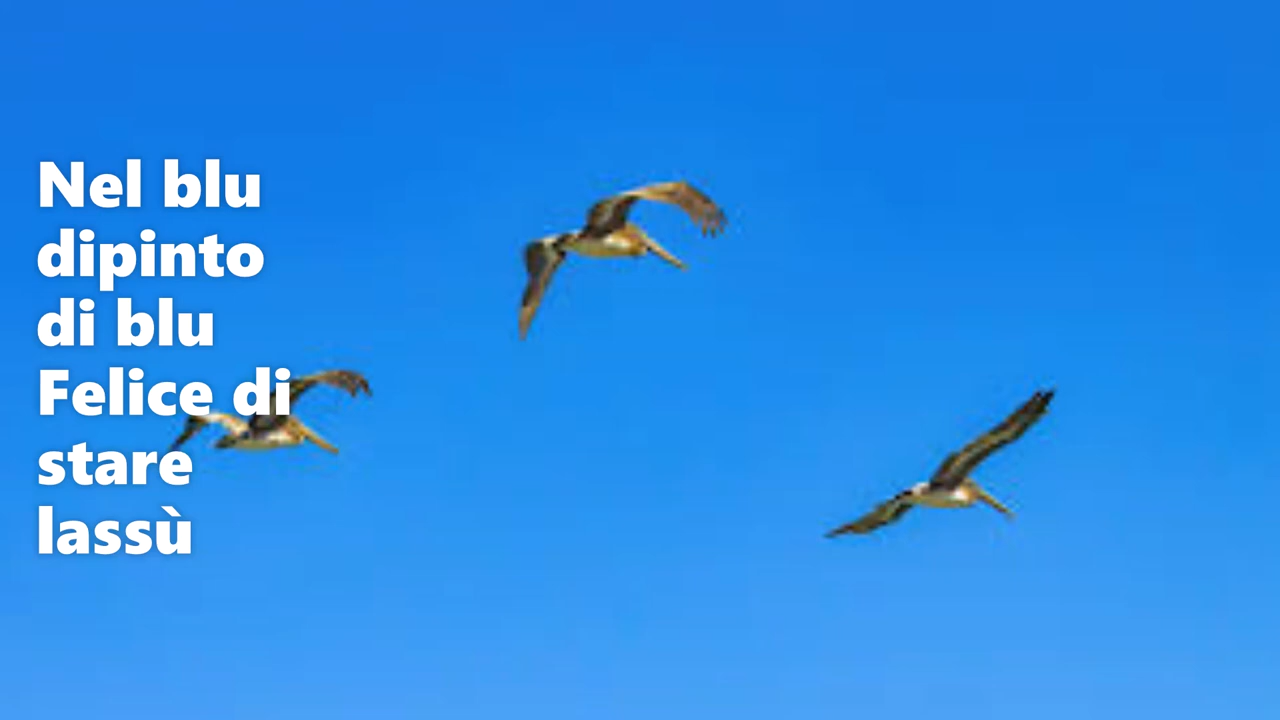 Nel blu
dipinto
di blu
Felice di
stare
lassù